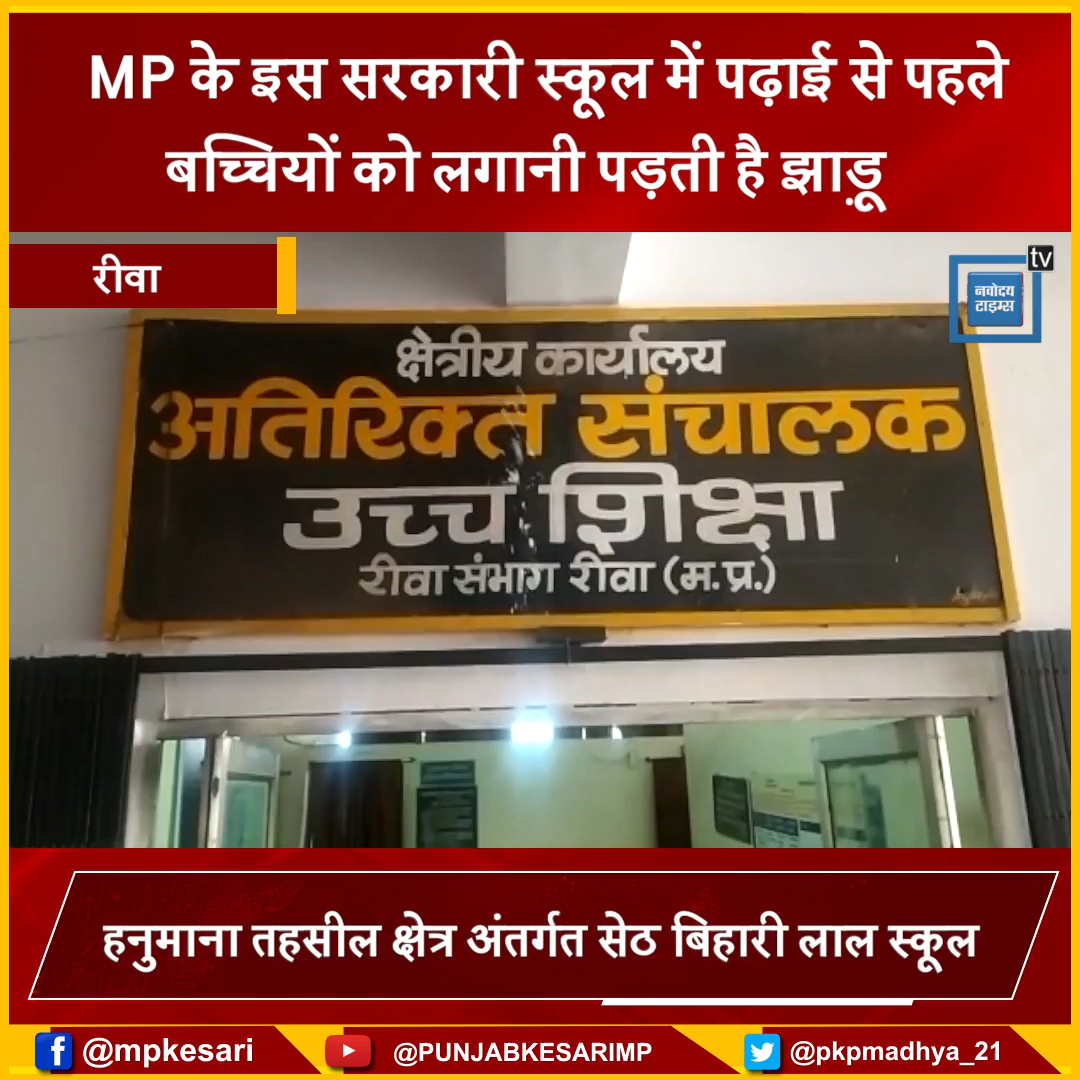 MP के इस सरकारी स्कूल में पढ़ाई से पहले
बच्चियों को लगानी पड़ती है झाड़ू
रीवा
tv
नवोदय
टाइम्स
क्षेत्रीय कार्यालय
अतिरिक्त संचालक
उच्च शिक्षा
रीवा संभाग रीवा (म.प्र.)
हनुमाना तहसील क्षेत्र अंतर्गत सेठ बिहारी लाल स्कूल
@mpkesari
@PUNJABKESARIMP
@pkpmadhya_21